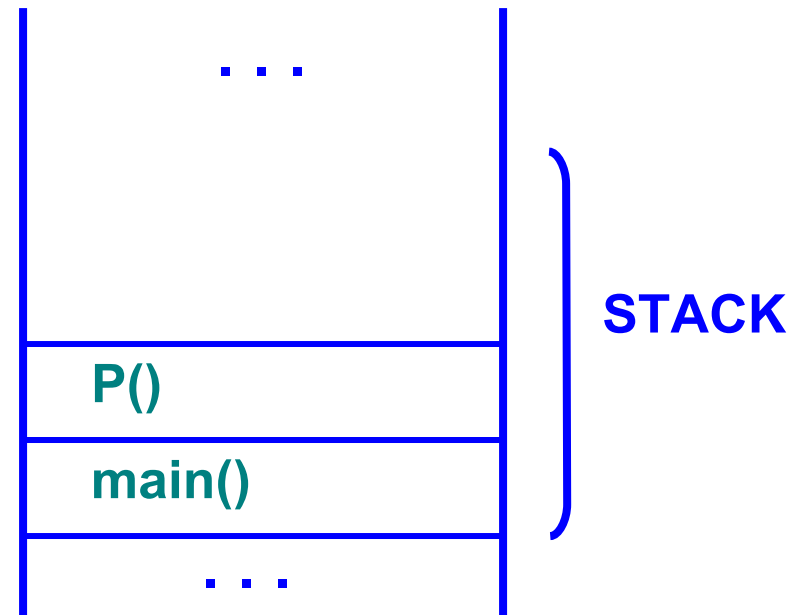 . . .
STACK
P()
main()
. . .